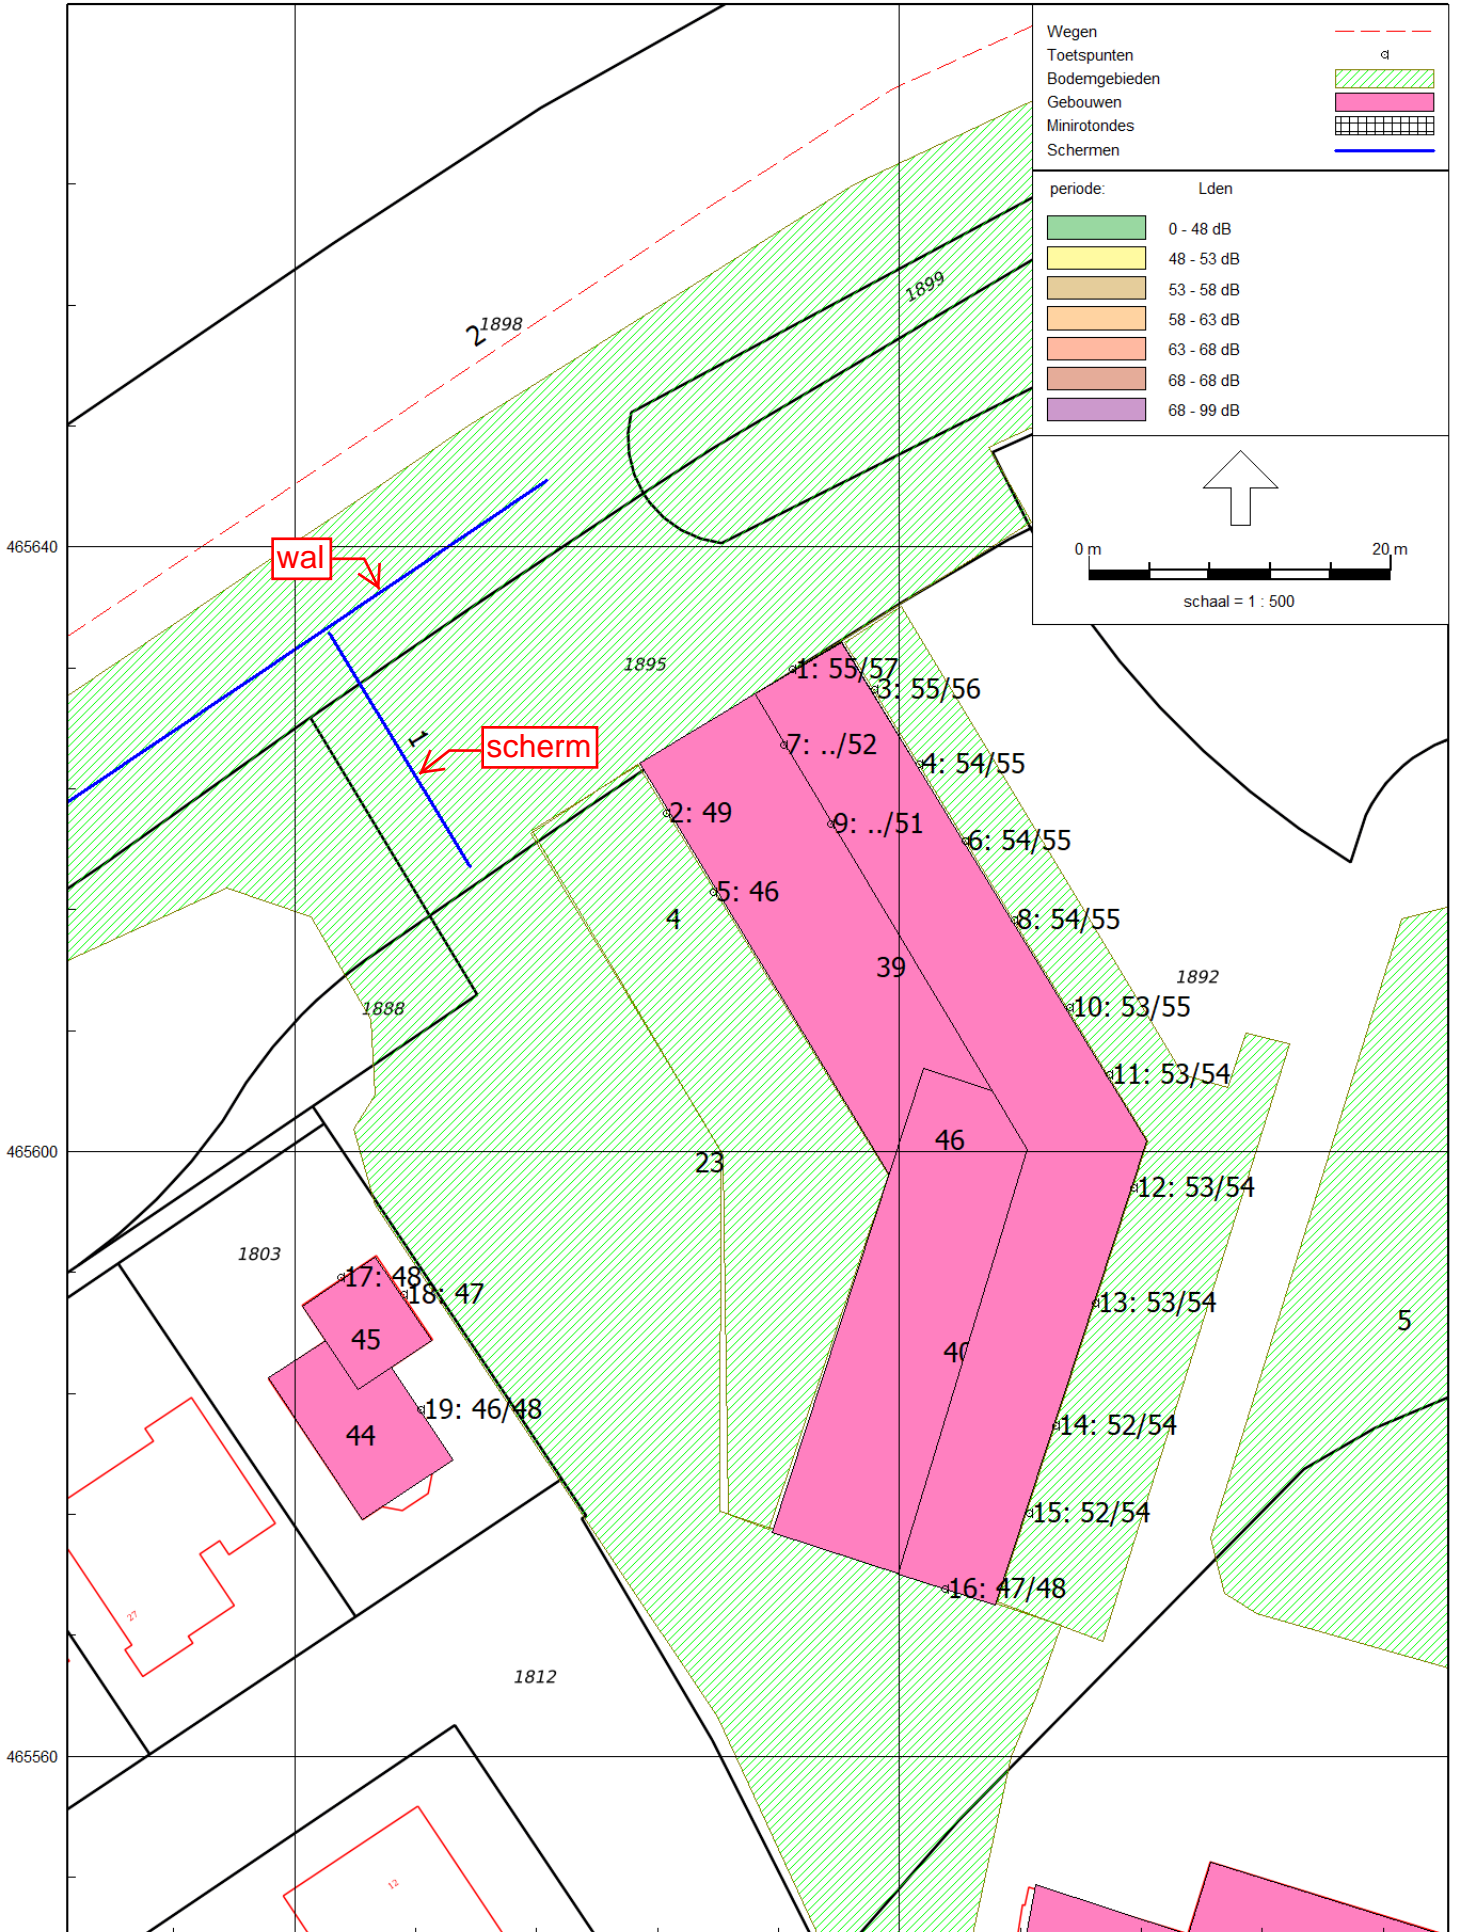 Wegen
Toetspunten
Bodemgebieden
Gebouwen
Minirotondes
Schermen
periode: Lden
0 - 48 dB
48 - 53 dB
53 - 58 dB
58 - 63 dB
63 - 68 dB
68 - 68 dB
68 - 99 dB
0 m 20 m
schaal = 1 : 500
1899
2 1898
465640
wal
1895
1: 55/57
3: 55/56
1
scherm
7: ../52
4: 54/55
2: 49
9: ../51
6: 54/55
5: 46
4
8: 54/55
39
1892
1888
10: 53/55
11: 53/54
46
465600
23
12: 53/54
1803
17: 48
18: 47
13: 53/54
5
45
40
19: 46/48
44
14: 52/54
15: 52/54
16: 47/48
27
1812
465560
12